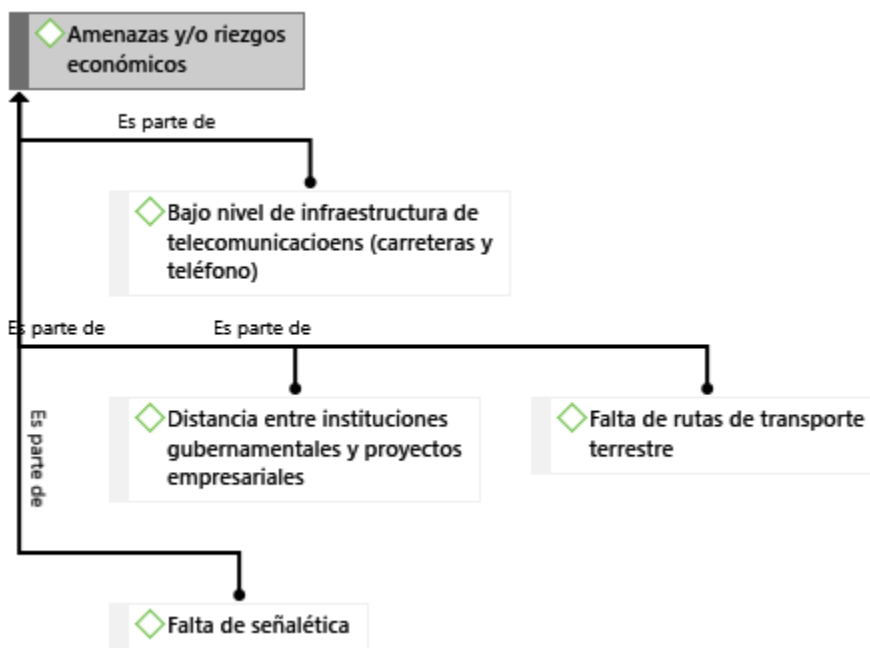 Amenazas y/o riezgos
económicos
Es parte de
Bajo nivel de infraestructura de
telecomunicacioens (carreteras y
teléfono)
Es parte de
Es parte de
Es parte de
Distancia entre instituciones
gubernamentales y proyectos
empresariales
Falta de rutas de transporte
terrestre
Falta de señalética